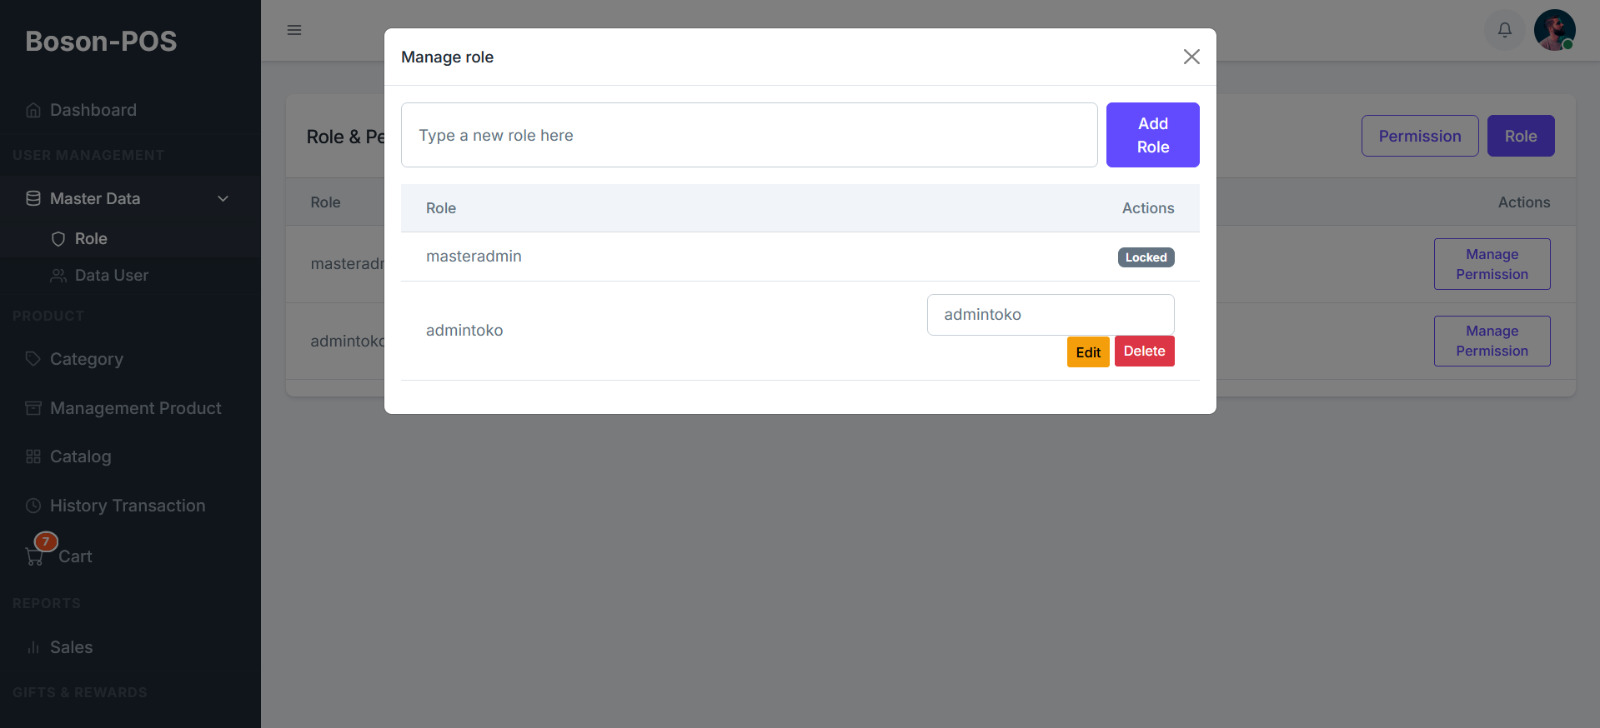 Boson-POS
Dashboard
USER MANAGEMENT
Master Data
Role
Data User
PRODUCT
Category
Management Product
Catalog
History Transaction
7
Cart
REPORTS
Sales
GIFTS & REWARDS
Role & Pe
Permission
Role
Role
Actions
masteradm
Manage
Permission
admintoko
Manage
Permission
Manage role
Type a new role here
Add
Role
Role
Actions
masteradmin
Locked
admintoko
admintoko
Edit
Delete